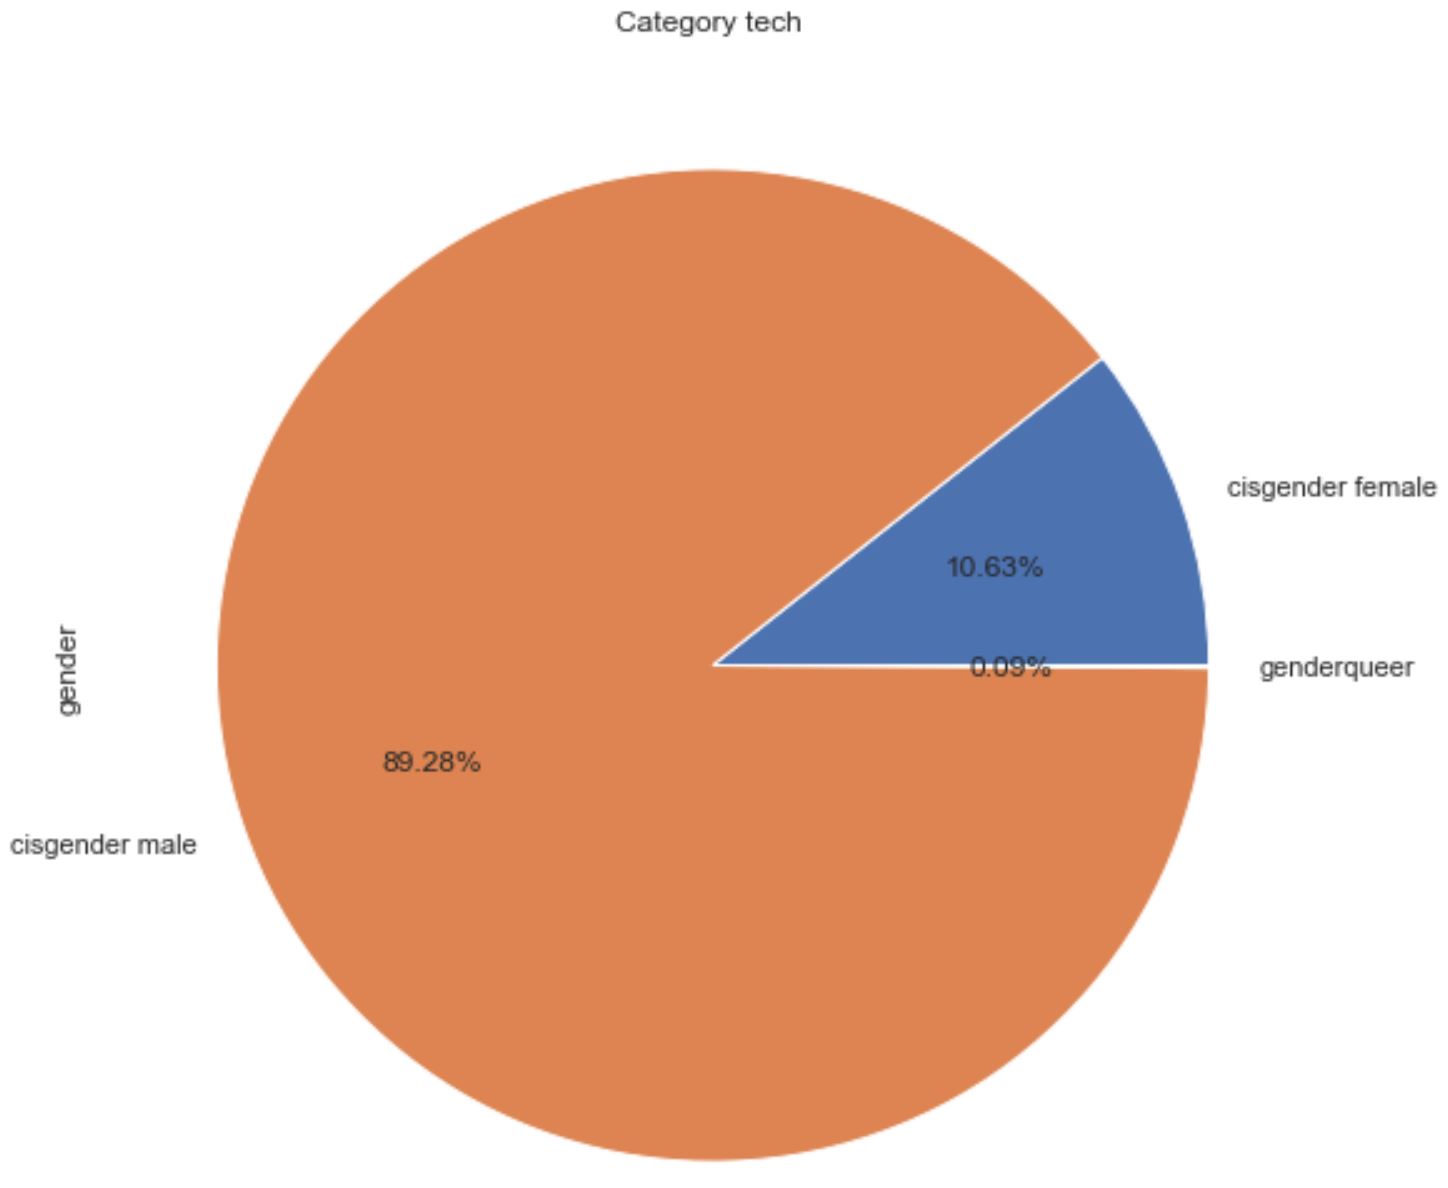 Category tech
cisgender female
10.63%
gender
0.09%
genderqueer
89.28%
cisgender male